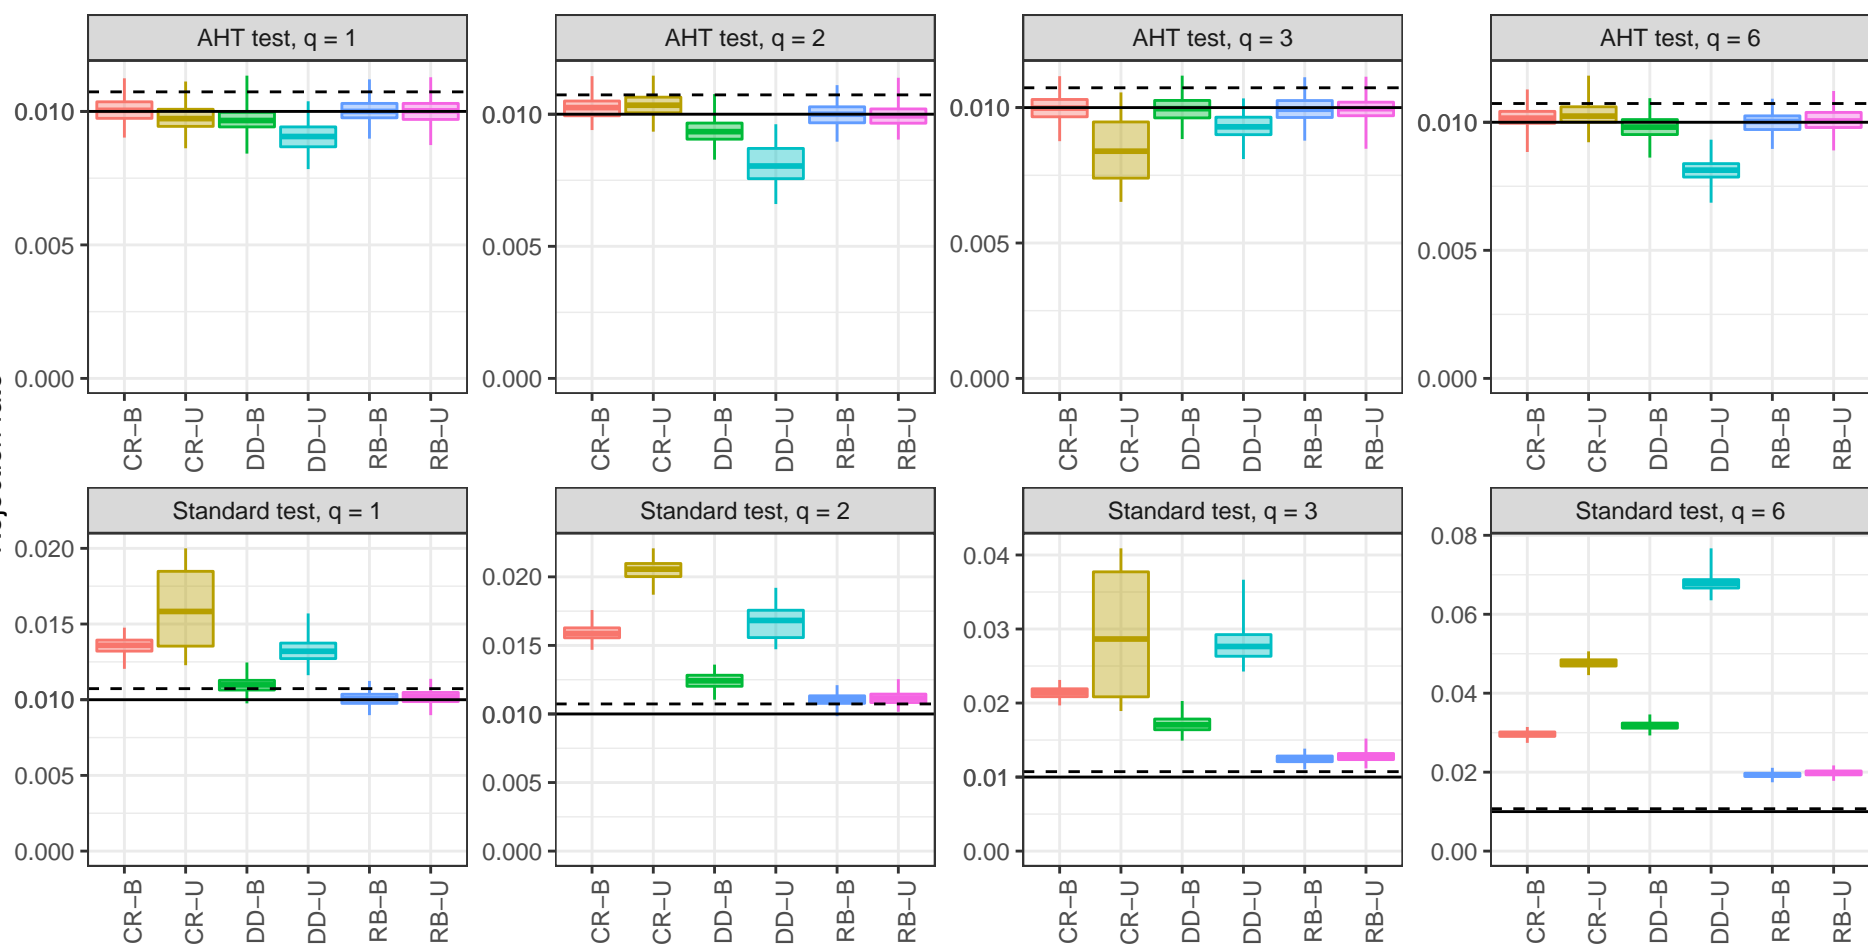 AHT test, q = 1
AHT test, q = 2
AHT test, q = 3
AHT test, q = 6
0.010
0.005
0.000
0.010
0.005
0.000
0.010
0.005
0.000
0.010
0.005
0.000
CR−B
CR−U
DD−B
DD−U
RB−B
RB−U
CR−B
CR−U
DD−B
DD−U
RB−B
RB−U
CR−B
CR−U
DD−B
DD−U
RB−B
RB−U
CR−B
CR−U
DD−B
DD−U
RB−B
RB−U
Standard test, q = 1
Standard test, q = 2
Standard test, q = 3
Standard test, q = 6
0.020
0.015
0.010
0.005
0.000
0.020
0.015
0.010
0.005
0.000
0.04
0.03
0.02
0.01
0.00
0.08
0.06
0.04
0.02
0.00
CR−B
CR−U
DD−B
DD−U
RB−B
RB−U
CR−B
CR−U
DD−B
DD−U
RB−B
RB−U
CR−B
CR−U
DD−B
DD−U
RB−B
RB−U
CR−B
CR−U
DD−B
DD−U
RB−B
RB−U